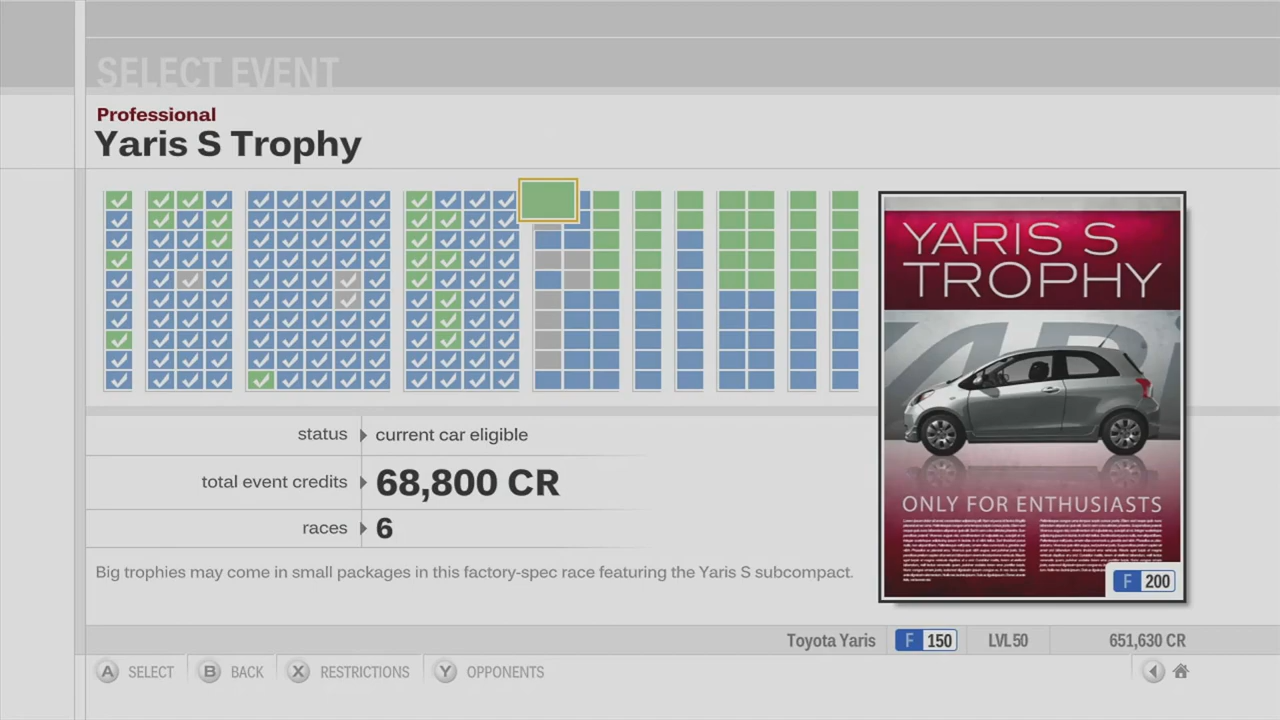 SELECT EVENT
Professional
Yaris S Trophy
YARIS S
TROPHY
ONLY FOR ENTHUSIASTS
F 200
status current car eligible
total event credits 68,800 CR
races 6
Big trophies may come in small packages in this factory-spec race featuring the Yaris S subcompact.
Toyota Yaris F 150 LVL50 651,630 CR
A SELECT B BACK X RESTRICTIONS Y OPPONENTS